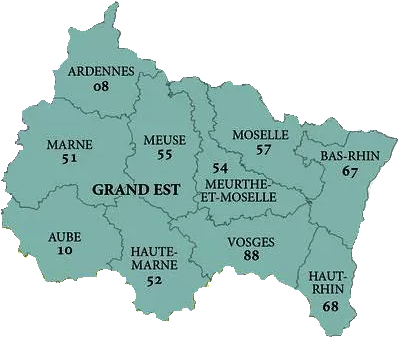 ARDENNES
08
MARNE
51
MEUSE
55
MOSELLE
57
BAS-RHIN
67
54
MEURTHE-
ET-MOSELLE
GRAND EST
AUBE
10
HAUTE-
MARNE
52
VOSGES
88
HAUT-
RHIN
68